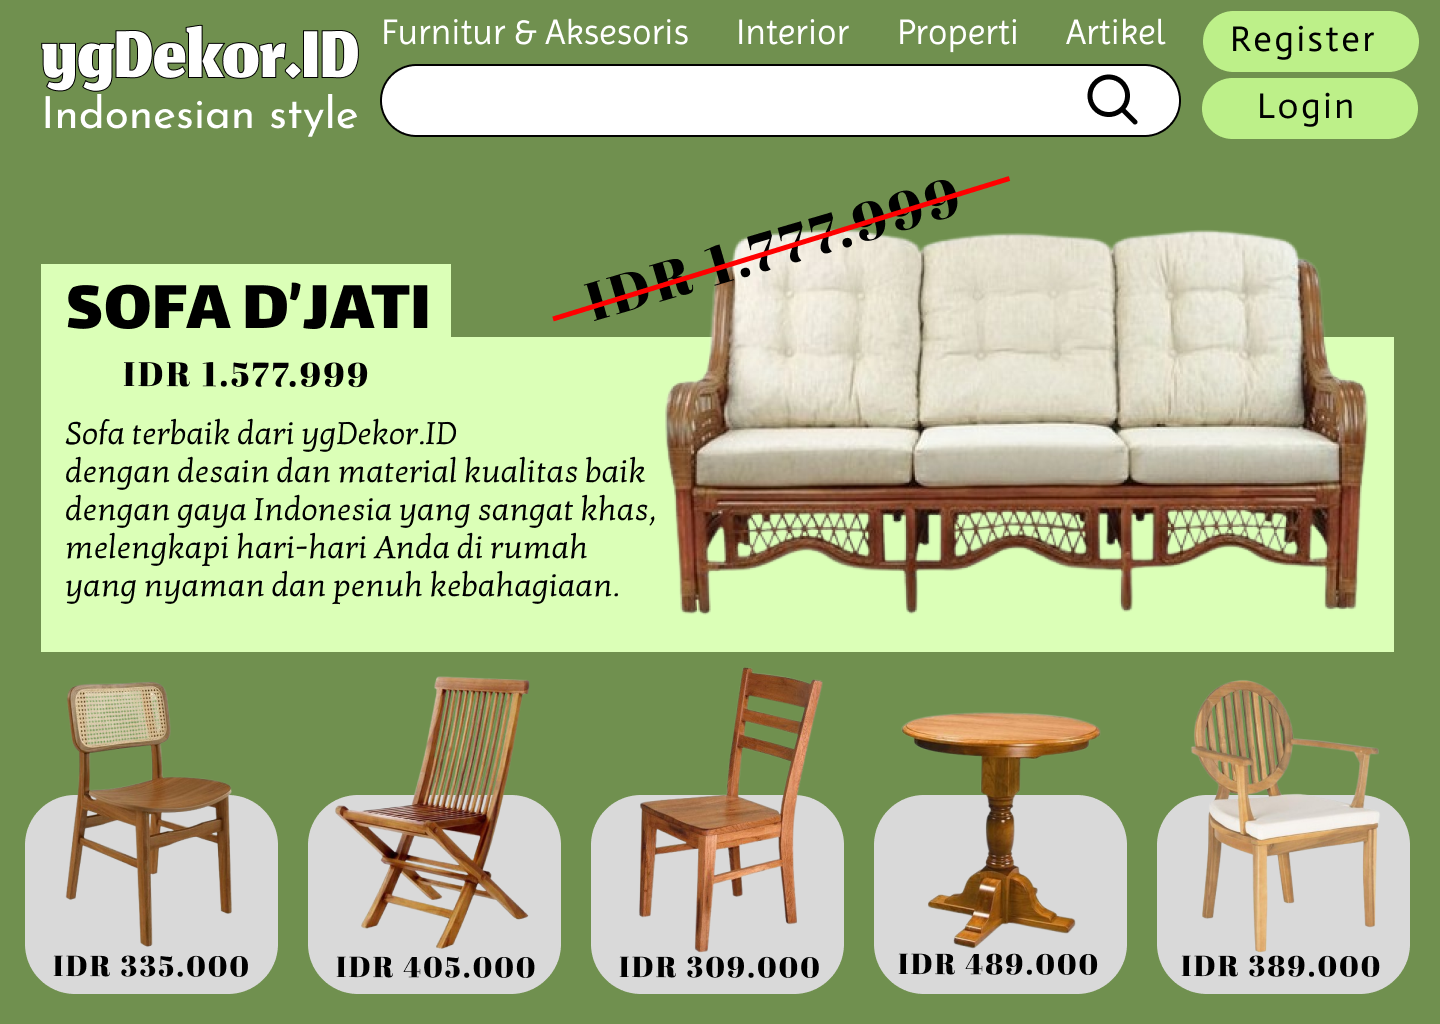 ygDekor.ID
Indonesian style
Furnitur & Aksesoris
Interior
Properti
Artikel
Register
Login
IDR 1.777.999
SOFA D'JATI
IDR 1.577.999
Sofa terbaik dari ygDekor.ID
dengan desain dan material kualitas baik
dengan gaya Indonesia yang sangat khas,
melengkapi hari-hari Anda di rumah
yang nyaman dan penuh kebahagiaan.
IDR 335.000
IDR 405.000
IDR 309.000
IDR 489.000
IDR 389.000